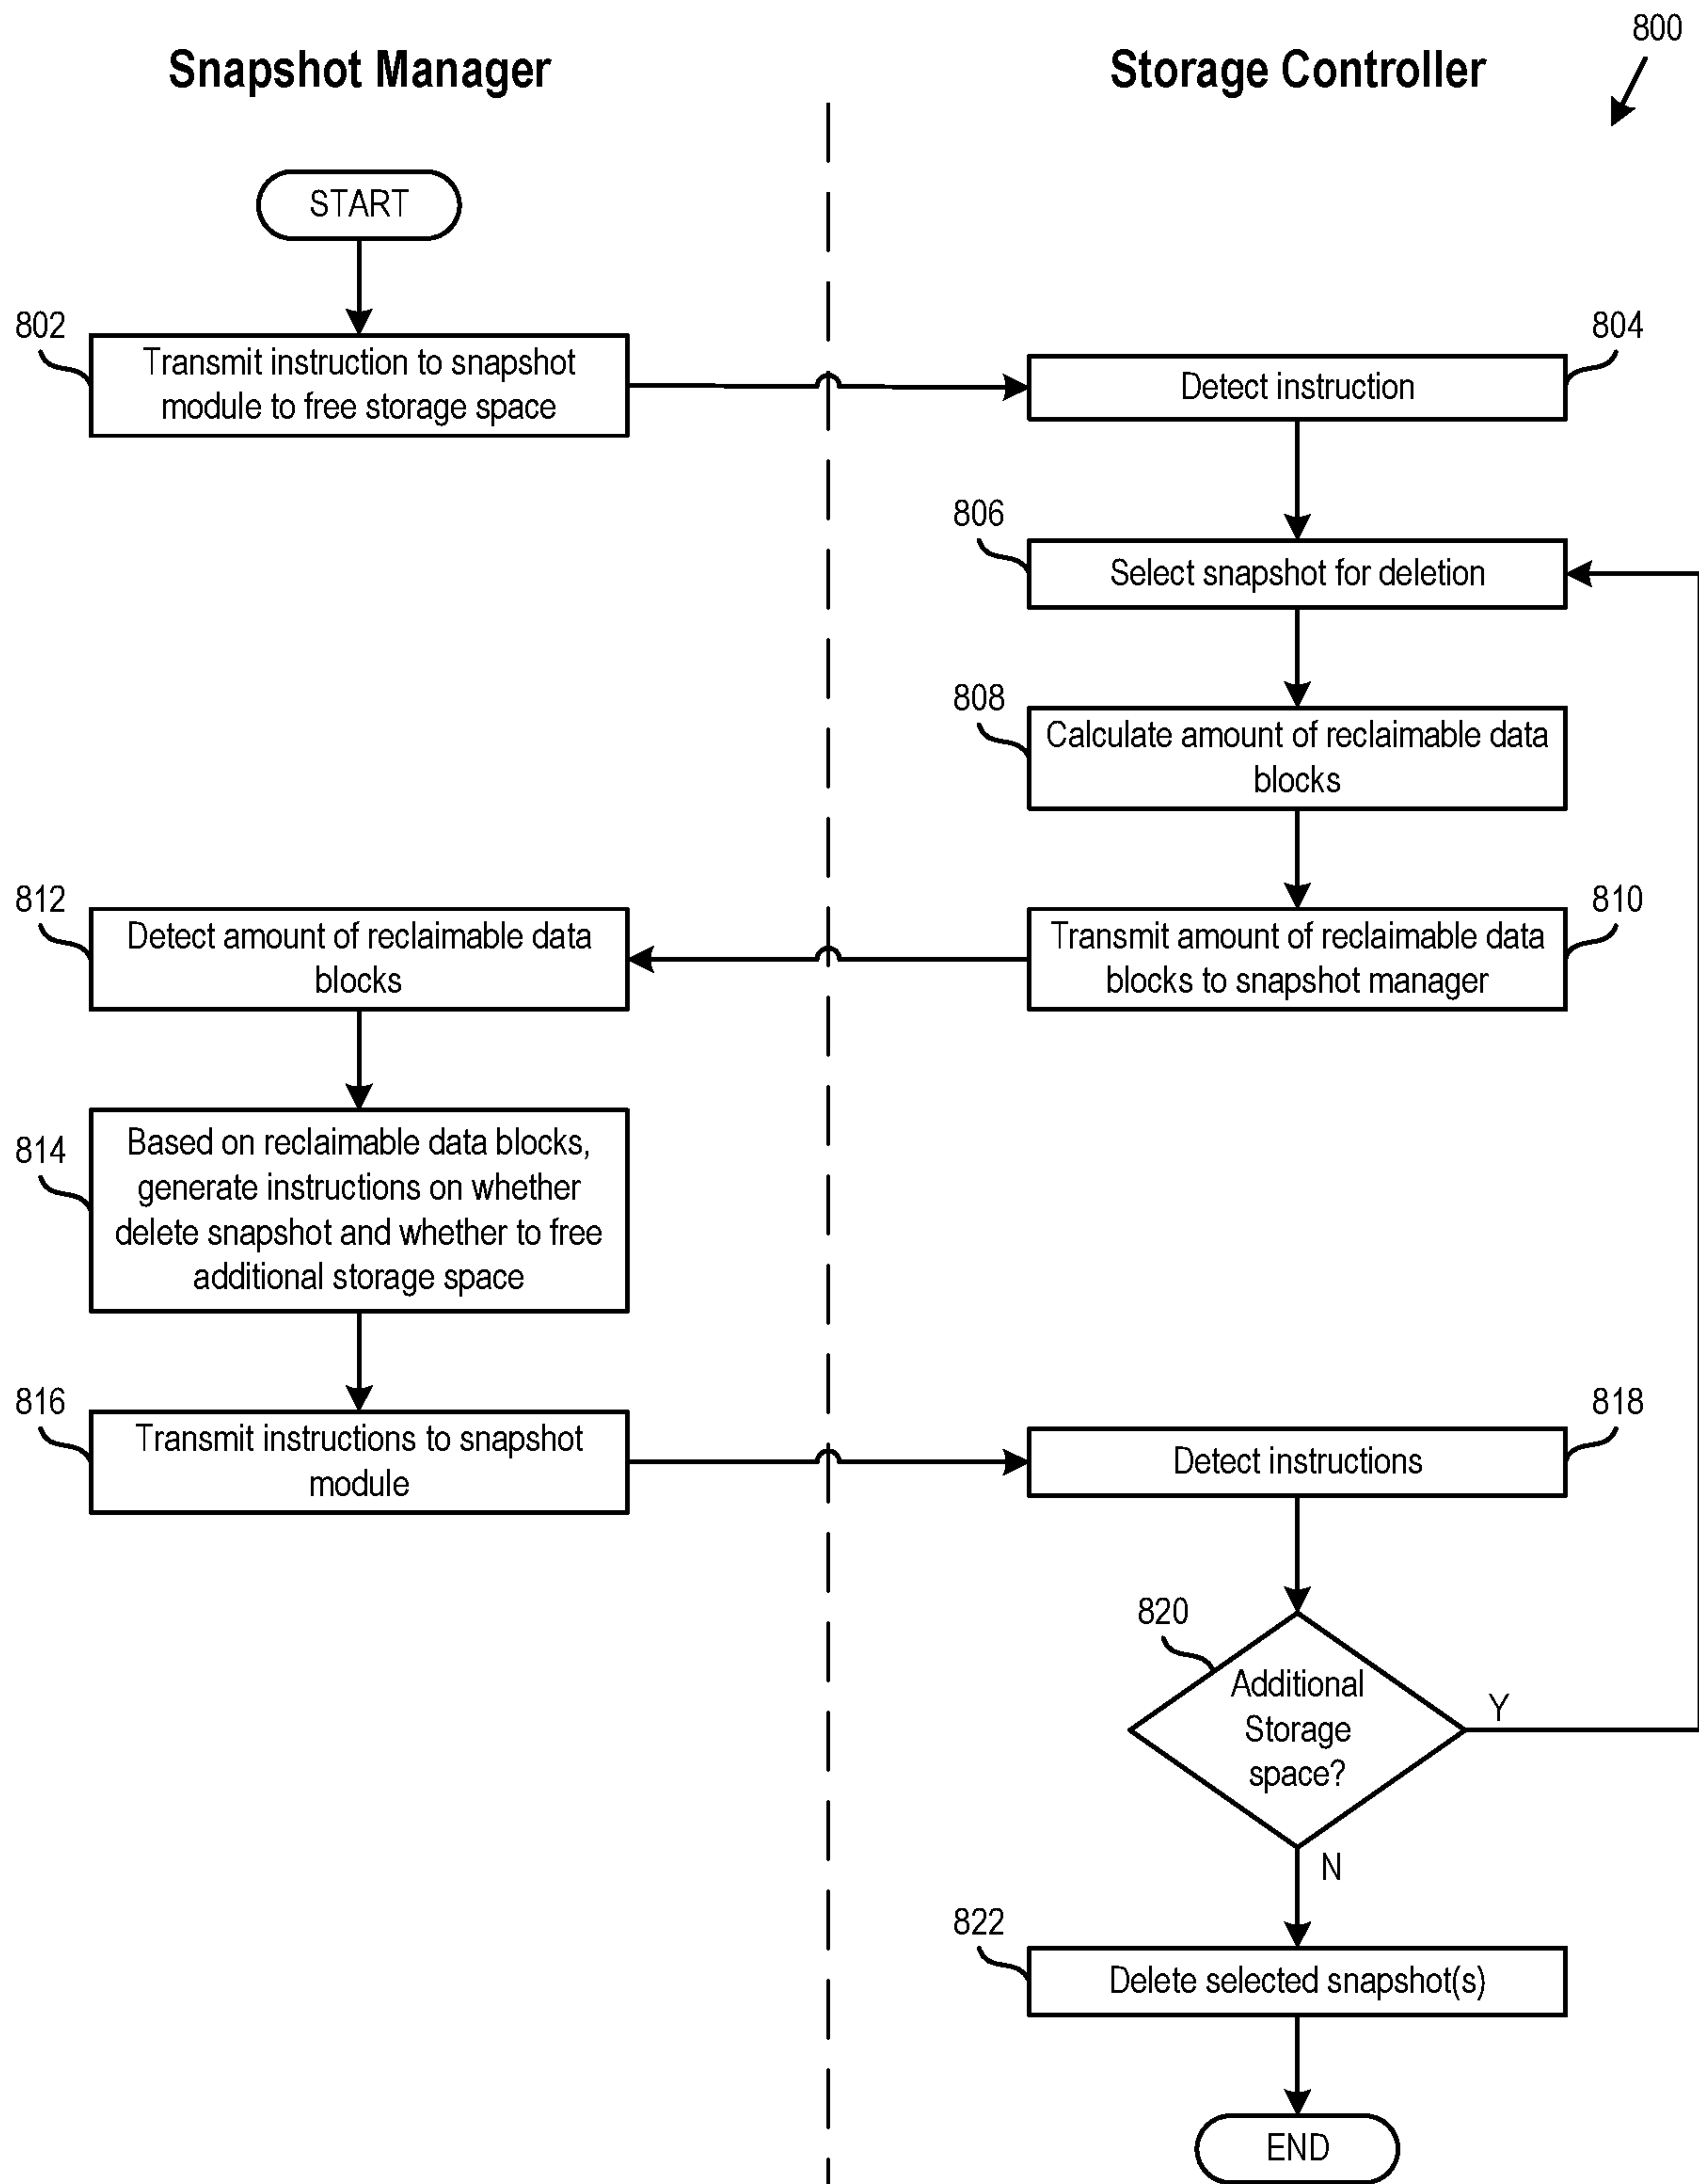 800
Snapshot Manager
Storage Controller
START
802
Transmit instruction to snapshot
module to free storage space
804
Detect instruction
806
Select snapshot for deletion
808
Calculate amount of reclaimable data
blocks
812
Detect amount of reclaimable data
blocks
810
Transmit amount of reclaimable data
blocks to snapshot manager
814
Based on reclaimable data blocks,
generate instructions on whether
delete snapshot and whether to free
additional storage space
816
Transmit instructions to snapshot
module
818
Detect instructions
820
Additional
Storage
space?
Y
N
822
Delete selected snapshot(s)
END